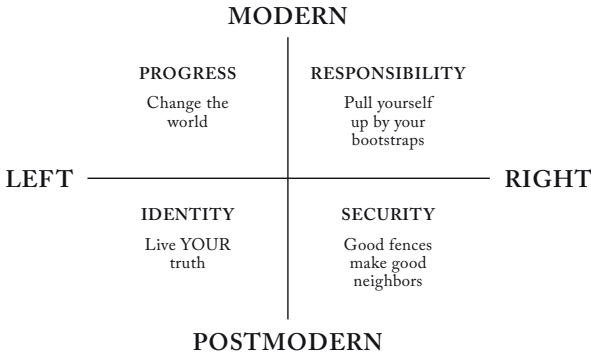 MODERN
PROGRESS
Change the
world
RESPONSIBILITY
Pull yourself
up by your
bootstraps
LEFT
RIGHT
IDENTITY
Live YOUR
truth
SECURITY
Good fences
make good
neighbors
POSTMODERN